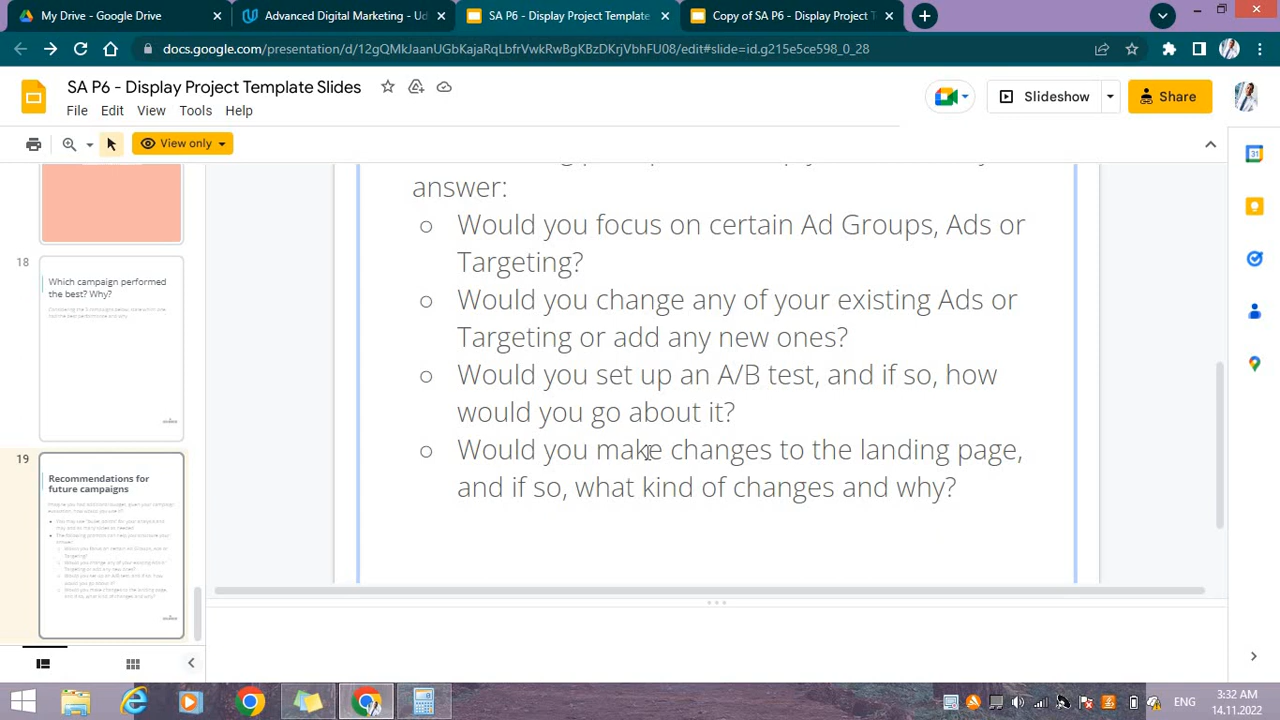 My Drive - Google
Advanced Digital Marketing - Ud
SA P6 - Display Project Template
Copy of SA P6 - Display Project T
docs.google.com/presentation/d/12gQMkJaanUGbKajaRqLbfrVwkRwBgKBzDKrjVbhFU08/edit#slide=id.g215e5ce598_0_28
SA P6 - Display Project Template Slides
File Edit View Tools Help
Slideshow
Share
View only
answer:
○ Would you focus on certain Ad Groups, Ads or
Targeting?
○ Would you change any of your existing Ads or
Targeting or add any new ones?
○ Would you set up an A/B test, and if so, how
would you go about it?
○ Would you make changes to the landing page,
and if so, what kind of changes and why?
18
Which campaign performed
the best? Why?
19
Recommendations for
future campaigns
31
ENG
3:32 AM
14.11.2022